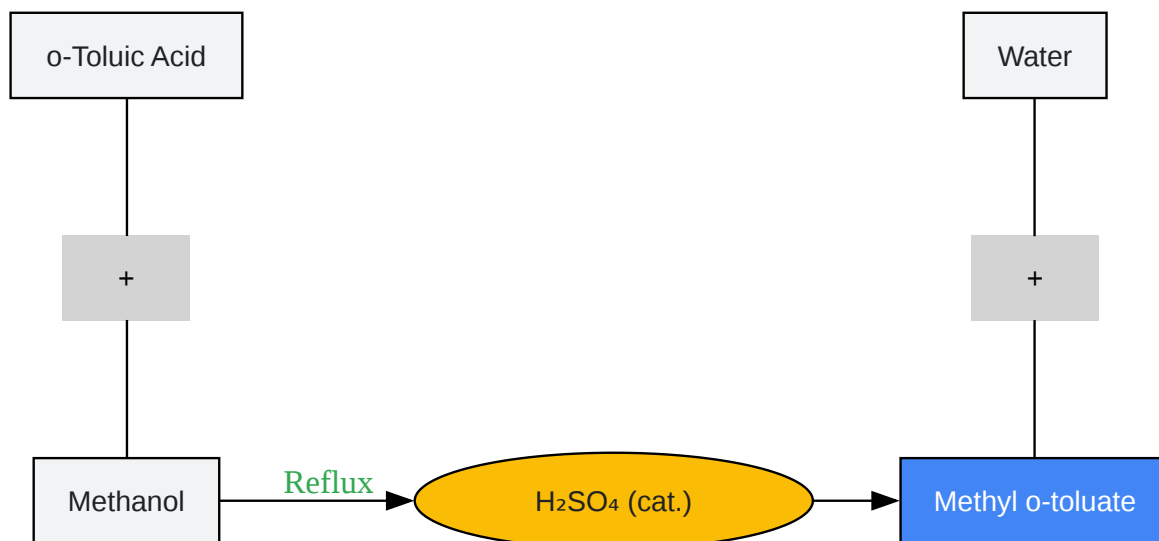 o-Toluic Acid
Water
+
+
Methanol
Reflux
H₂SO₄ (cat.)
Methyl o-toluate